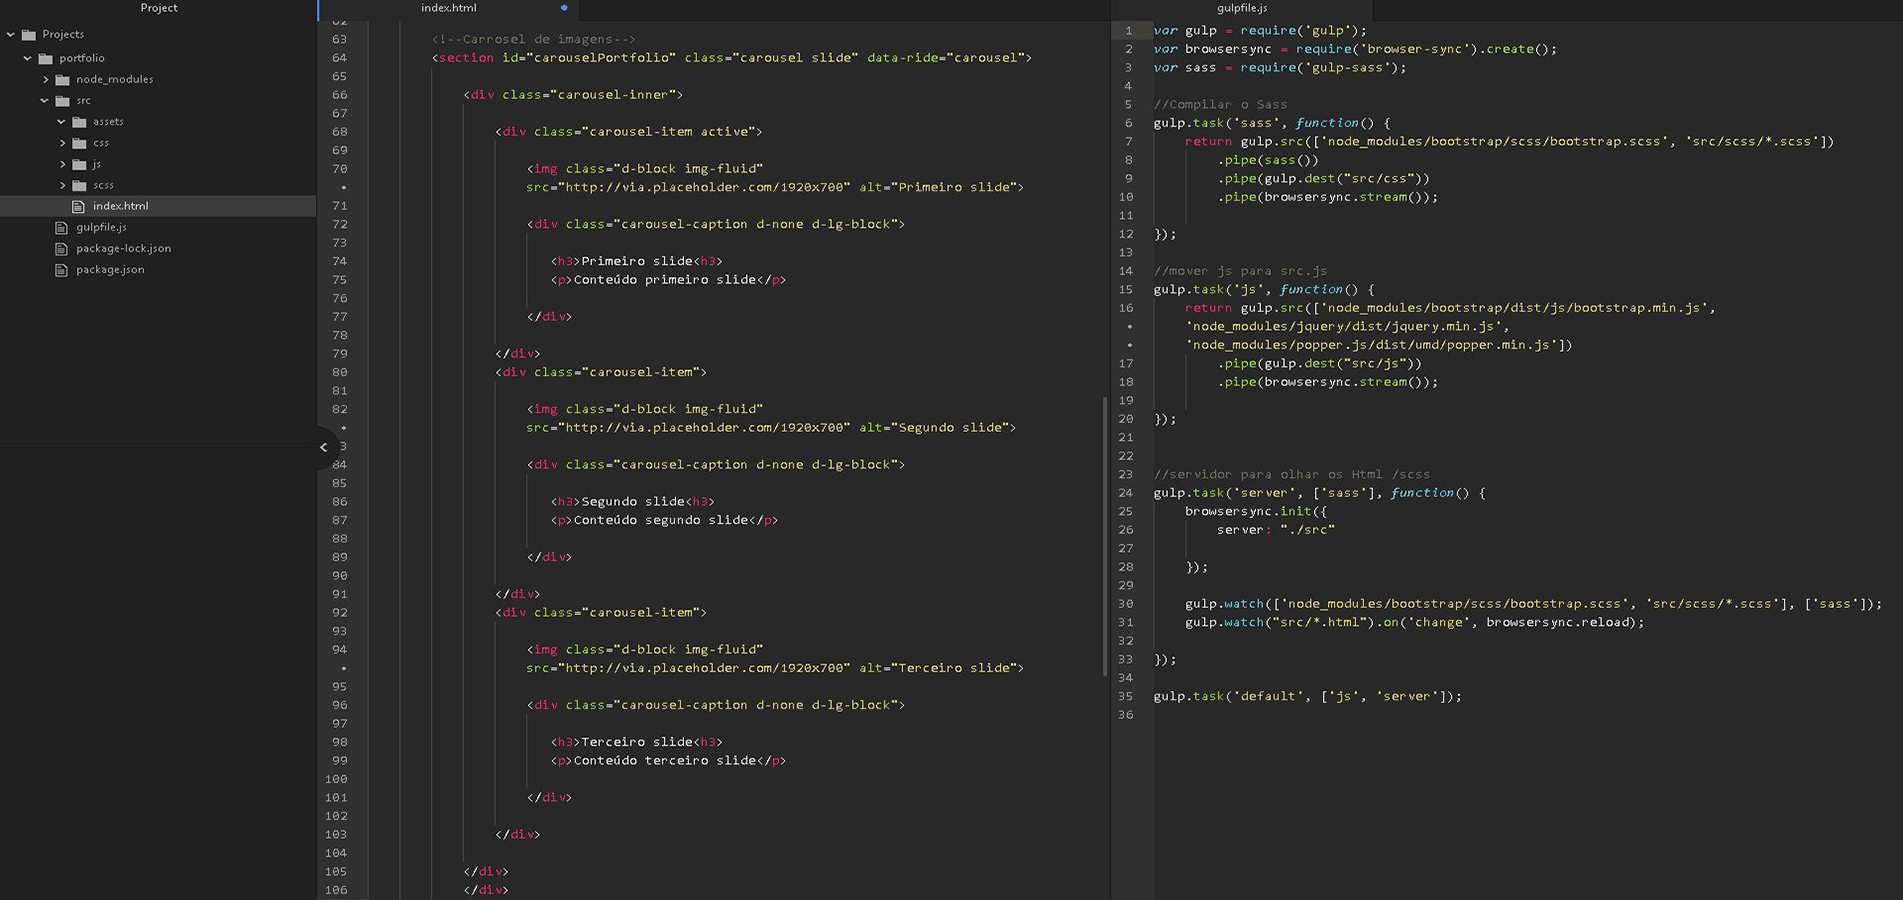 Project
Projects
portfolio
node_modules
src
assets
css
js
scss
index.html
gulpfile.js
package-lock.json
package.json
index.html
63 <!--Carrosel de imagens-->
64 <section id="carouselPortfolio" class="carousel slide" data-ride="carousel">
65
66 <div class="carousel-inner">
67
68 <div class="carousel-item active">
69
70 <img class="d-block img-fluid"
• src="http://via.placeholder.com/1920x700" alt="Primeiro slide">
71
72 <div class="carousel-caption d-none d-lg-block">
73
74 <h3>Primeiro slide<h3>
75 <p>Conteúdo primeiro slide</p>
76
77 </div>
78
79 </div>
80 <div class="carousel-item">
81
82 <img class="d-block img-fluid"
• src="http://via.placeholder.com/1920x700" alt="Segundo slide">
3
84 <div class="carousel-caption d-none d-lg-block">
85
86 <h3>Segundo slide<h3>
87 <p>Conteúdo segundo slide</p>
88
89 </div>
90
91 </div>
92 <div class="carousel-item">
93
94 <img class="d-block img-fluid"
• src="http://via.placeholder.com/1920x700" alt="Terceiro slide">
95
96 <div class="carousel-caption d-none d-lg-block">
97
98 <h3>Terceiro slide<h3>
99 <p>Conteúdo terceiro slide</p>
100
101 </div>
102
103 </div>
104
105 </div>
106 </div>
gulpfile.js
1 var gulp = require('gulp');
2 var browsersync = require('browser-sync').create();
3 var sass = require('gulp-sass');
4
5 //Compilar o Sass
6 gulp.task('sass', function() {
7 return gulp.src(['node_modules/bootstrap/scss/bootstrap.scss', 'src/scss/*.scss'])
8 .pipe(sass())
9 .pipe(gulp.dest("src/css"))
10 .pipe(browsersync.stream());
11
12 });
13
14 //mover js para src.js
15 gulp.task('js', function() {
16 return gulp.src(['node_modules/bootstrap/dist/js/bootstrap.min.js',
• 'node_modules/jquery/dist/jquery.min.js',
• 'node_modules/popper.js/dist/umd/popper.min.js'])
17 .pipe(gulp.dest("src/js"))
18 .pipe(browsersync.stream());
19
20 });
21
22
23 //servidor para olhar os Html /scss
24 gulp.task('server', ['sass'], function() {
25 browsersync.init({
26 server: "./src"
27
28 });
29
30 gulp.watch(['node_modules/bootstrap/scss/bootstrap.scss', 'src/scss/*.scss'], ['sass']);
31 gulp.watch("src/*.html").on('change', browsersync.reload);
32
33 });
34
35 gulp.task('default', ['js', 'server']);
36